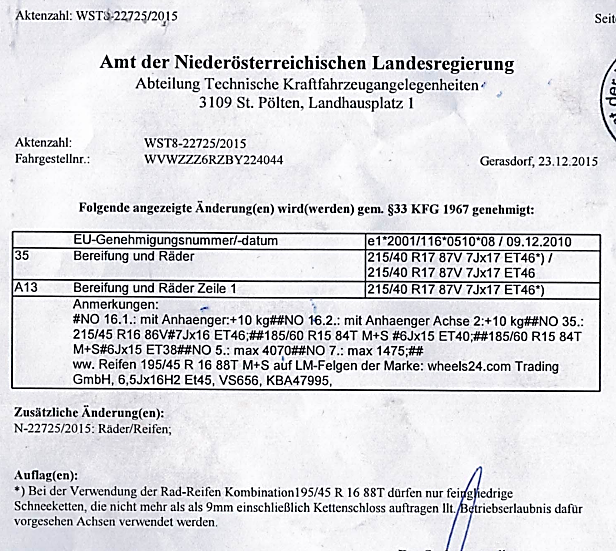 Aktenzahl: WST8-22725/2015
Seit
Amt der Niederösterreichischen Landesregierung
Abteilung Technische Kraftfahrzeugangelegenheiten
3109 St. Pölten, Landhausplatz 1
Aktenzahl: WST8-22725/2015
Fahrgestellnr.: WVWZZZ6RZBY224044 Gerasdorf, 23.12.2015
Folgende angezeigte Änderung(en) wird(werden) gem. §33 KFG 1967 genehmigt:
EU-Genehmigungsnummer/-datum e1*2001/116*0510*08 / 09.12.2010
35 Bereifung und Räder 215/40 R17 87V 7Jx17 ET46*) /
215/40 R17 87V 7Jx17 ET46
A13 Bereifung und Räder Zeile 1 215/40 R17 87V 7Jx17 ET46*)
Anmerkungen:
#NO 16.1.: mit Anhaenger:+10 kg##NO 16.2.: mit Anhaenger Achse 2:+10 kg##NO 35.:
215/45 R16 86V#7Jx16 ET46;##185/60 R15 84T M+S #6Jx15 ET40;##185/60 R15 84T
M+S#6Jx15 ET38##NO 5.: max 4070##NO 7.: max 1475;##
ww. Reifen 195/45 R 16 88T M+S auf LM-Felgen der Marke: wheels24.com Trading
GmbH, 6,5Jx16H2 Et45, VS656, KBA47995,
Zusätzliche Änderung(en):
N-22725/2015: Räder/Reifen;
Auflag(en):
*) Bei der Verwendung der Rad-Reifen Kombination195/45 R 16 88T dürfen nur feingliedrige
Schneeketten, die nicht mehr als als 9mm einschließlich Kettenschloss auftragen llt. Betriebserlaubnis dafür
vorgesehen Achsen verwendet werden.